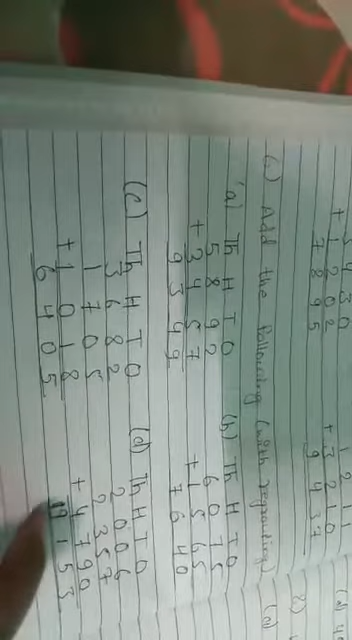 + 1 2 0 2 + 3 2 1 0
7 8 9 5 9 4 3 7
(a)
Add the following (with regrouping)
(a) Th H T O (b) Th H T O
5 8 9 2 6 0 7 5
+ 3 4 5 7 + 1 5 6 5
9 3 4 9 7 6 4 0
(c) Th H T O (d) Th H T O
3 6 8 2 2 0 0 6
1 7 0 5 2 3 5 7
+ 1 0 1 8 + 4 7 9 0
6 4 0 5 9 1 5 3